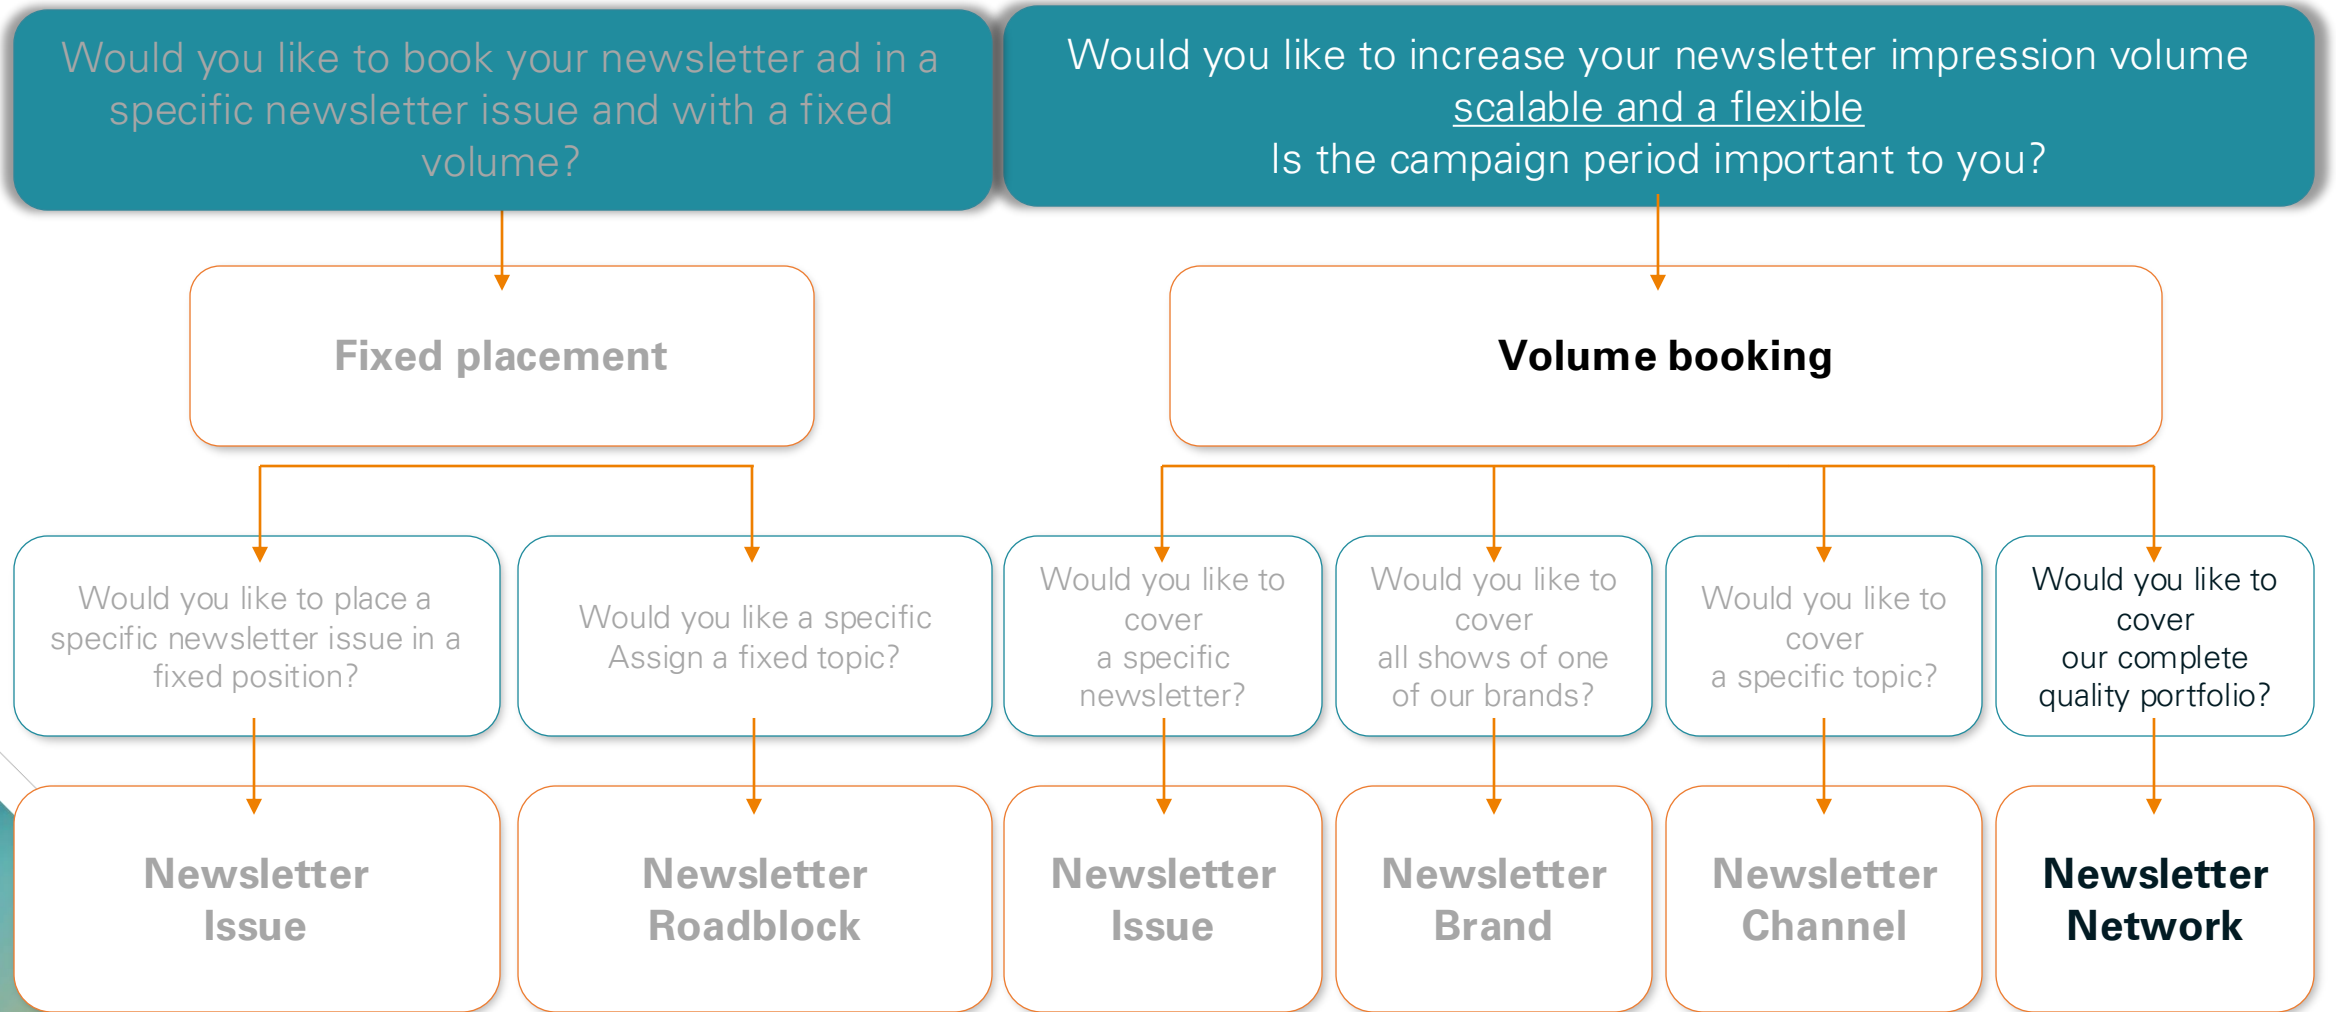 Would you like to book your newsletter ad in a
specific newsletter issue and with a fixed
volume?
Would you like to increase your newsletter impression volume
scalable and a flexible
Is the campaign period important to you?
Fixed placement
Volume booking
Would you like to place a
specific newsletter issue in a
fixed position?
Would you like a specific
Assign a fixed topic?
Would you like to
cover
a specific
newsletter?
Would you like to
cover
all shows of one
of our brands?
Would you like to
cover
a specific topic?
Would you like to
cover
our complete
quality portfolio?
Newsletter
Issue
Newsletter
Roadblock
Newsletter
Issue
Newsletter
Brand
Newsletter
Channel
Newsletter
Network